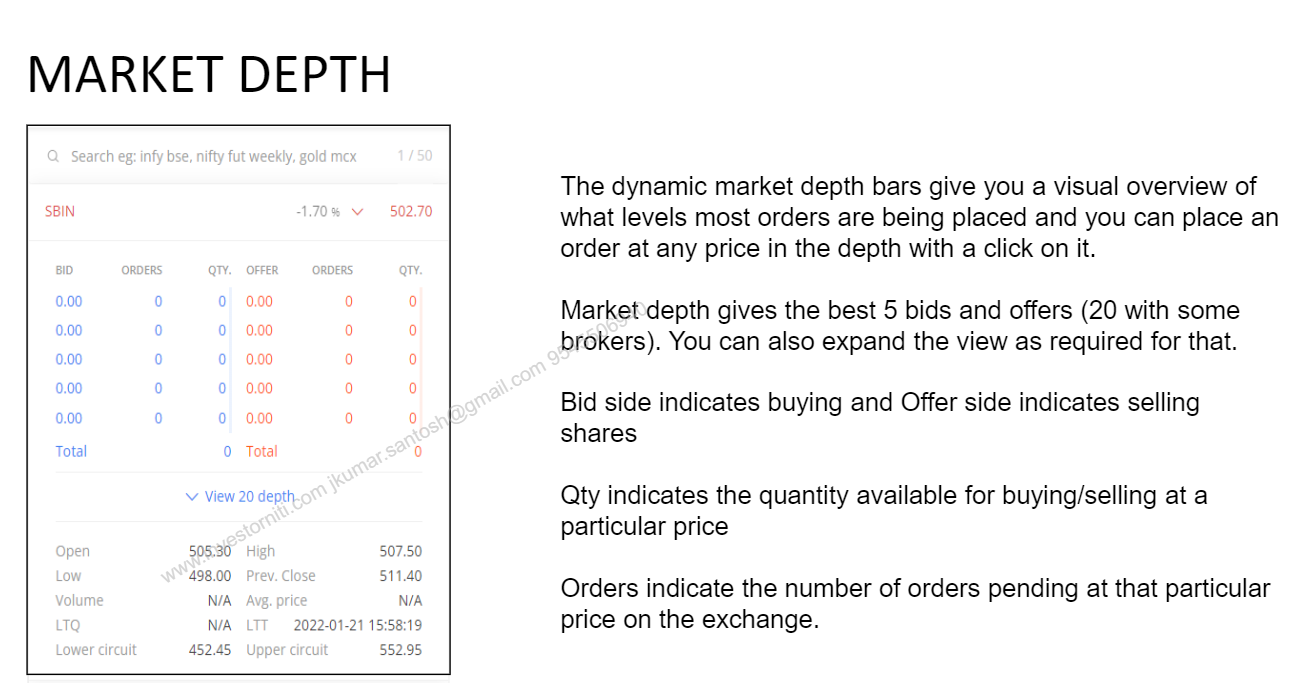 MARKET DEPTH
Search eg: infy bse, nifty fut weekly, gold mcx 1 / 50
SBIN -1.70 % 502.70
BID ORDERS QTY. OFFER ORDERS QTY.
0.00 0 0 0.00 0 0
0.00 0 0 0.00 0 0
0.00 0 0 0.00 0 0
0.00 0 0 0.00 0 0
0.00 0 0 0.00 0 0
Total 0 Total 0
View 20 depth
Open 505.30 High 507.50
Low 498.00 Prev. Close 511.40
Volume N/A Avg. price N/A
LTQ N/A LTT 2022-01-21 15:58:19
Lower circuit 452.45 Upper circuit 552.95
The dynamic market depth bars give you a visual overview of
what levels most orders are being placed and you can place an
order at any price in the depth with a click on it.
Market depth gives the best 5 bids and offers (20 with some
brokers). You can also expand the view as required for that.
Bid side indicates buying and Offer side indicates selling
shares
Qty indicates the quantity available for buying/selling at a
particular price
Orders indicate the number of orders pending at that particular
price on the exchange.
jkumar.santosh@gmail.com